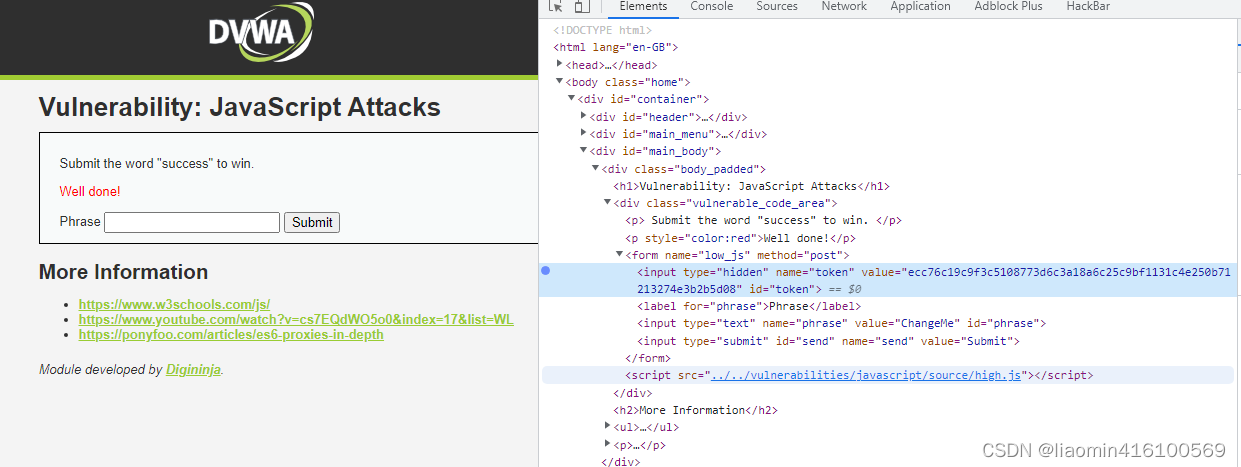 DVWA
Vulnerability: JavaScript Attacks
Submit the word "success" to win.
Well done!
Phrase Submit
More Information
https://www.w3schools.com/js/
https://www.youtube.com/watch?v=cs7EQdWO5o0&index=17&list=WL
https://ponyfoo.com/articles/es6-proxies-in-depth
Module developed by Digininja.
Elements Console Sources Network Application Adblock Plus HackBar
<!DOCTYPE html>
<html lang="en-GB">
<head>…</head>
<body class="home">
<div id="container">
<div id="header">…</div>
<div id="main_menu">…</div>
<div id="main_body">
<div class="body_padded">
<h1>Vulnerability: JavaScript Attacks</h1>
<div class="vulnerable_code_area">
<p> Submit the word "success" to win. </p>
<p style="color:red">Well done!</p>
<form name="low_js" method="post">
<input type="hidden" name="token" value="ecc76c19c9f3c5108773d6c3a18a6c25c9bf1131c4e250b71
213274e3b2b5d08" id="token"> == $0
<label for="phrase">Phrase</label>
<input type="text" name="phrase" value="ChangeMe" id="phrase">
<input type="submit" id="send" name="send" value="Submit">
</form>
<script src="../../vulnerabilities/javascript/source/high.js"></script>
</div>
<h2>More Information</h2>
<ul>…</ul>
<p>…</p>
</div>
CSDN @liaomin416100569